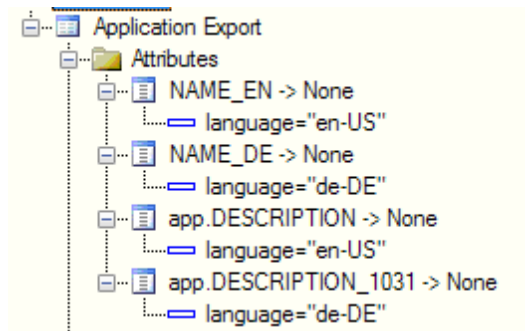 Application Export
Attributes
NAME_EN -> None
language="en-US"
NAME_DE -> None
language="de-DE"
app.DESCRIPTION -> None
language="en-US"
app.DESCRIPTION_1031 -> None
language="de-DE"